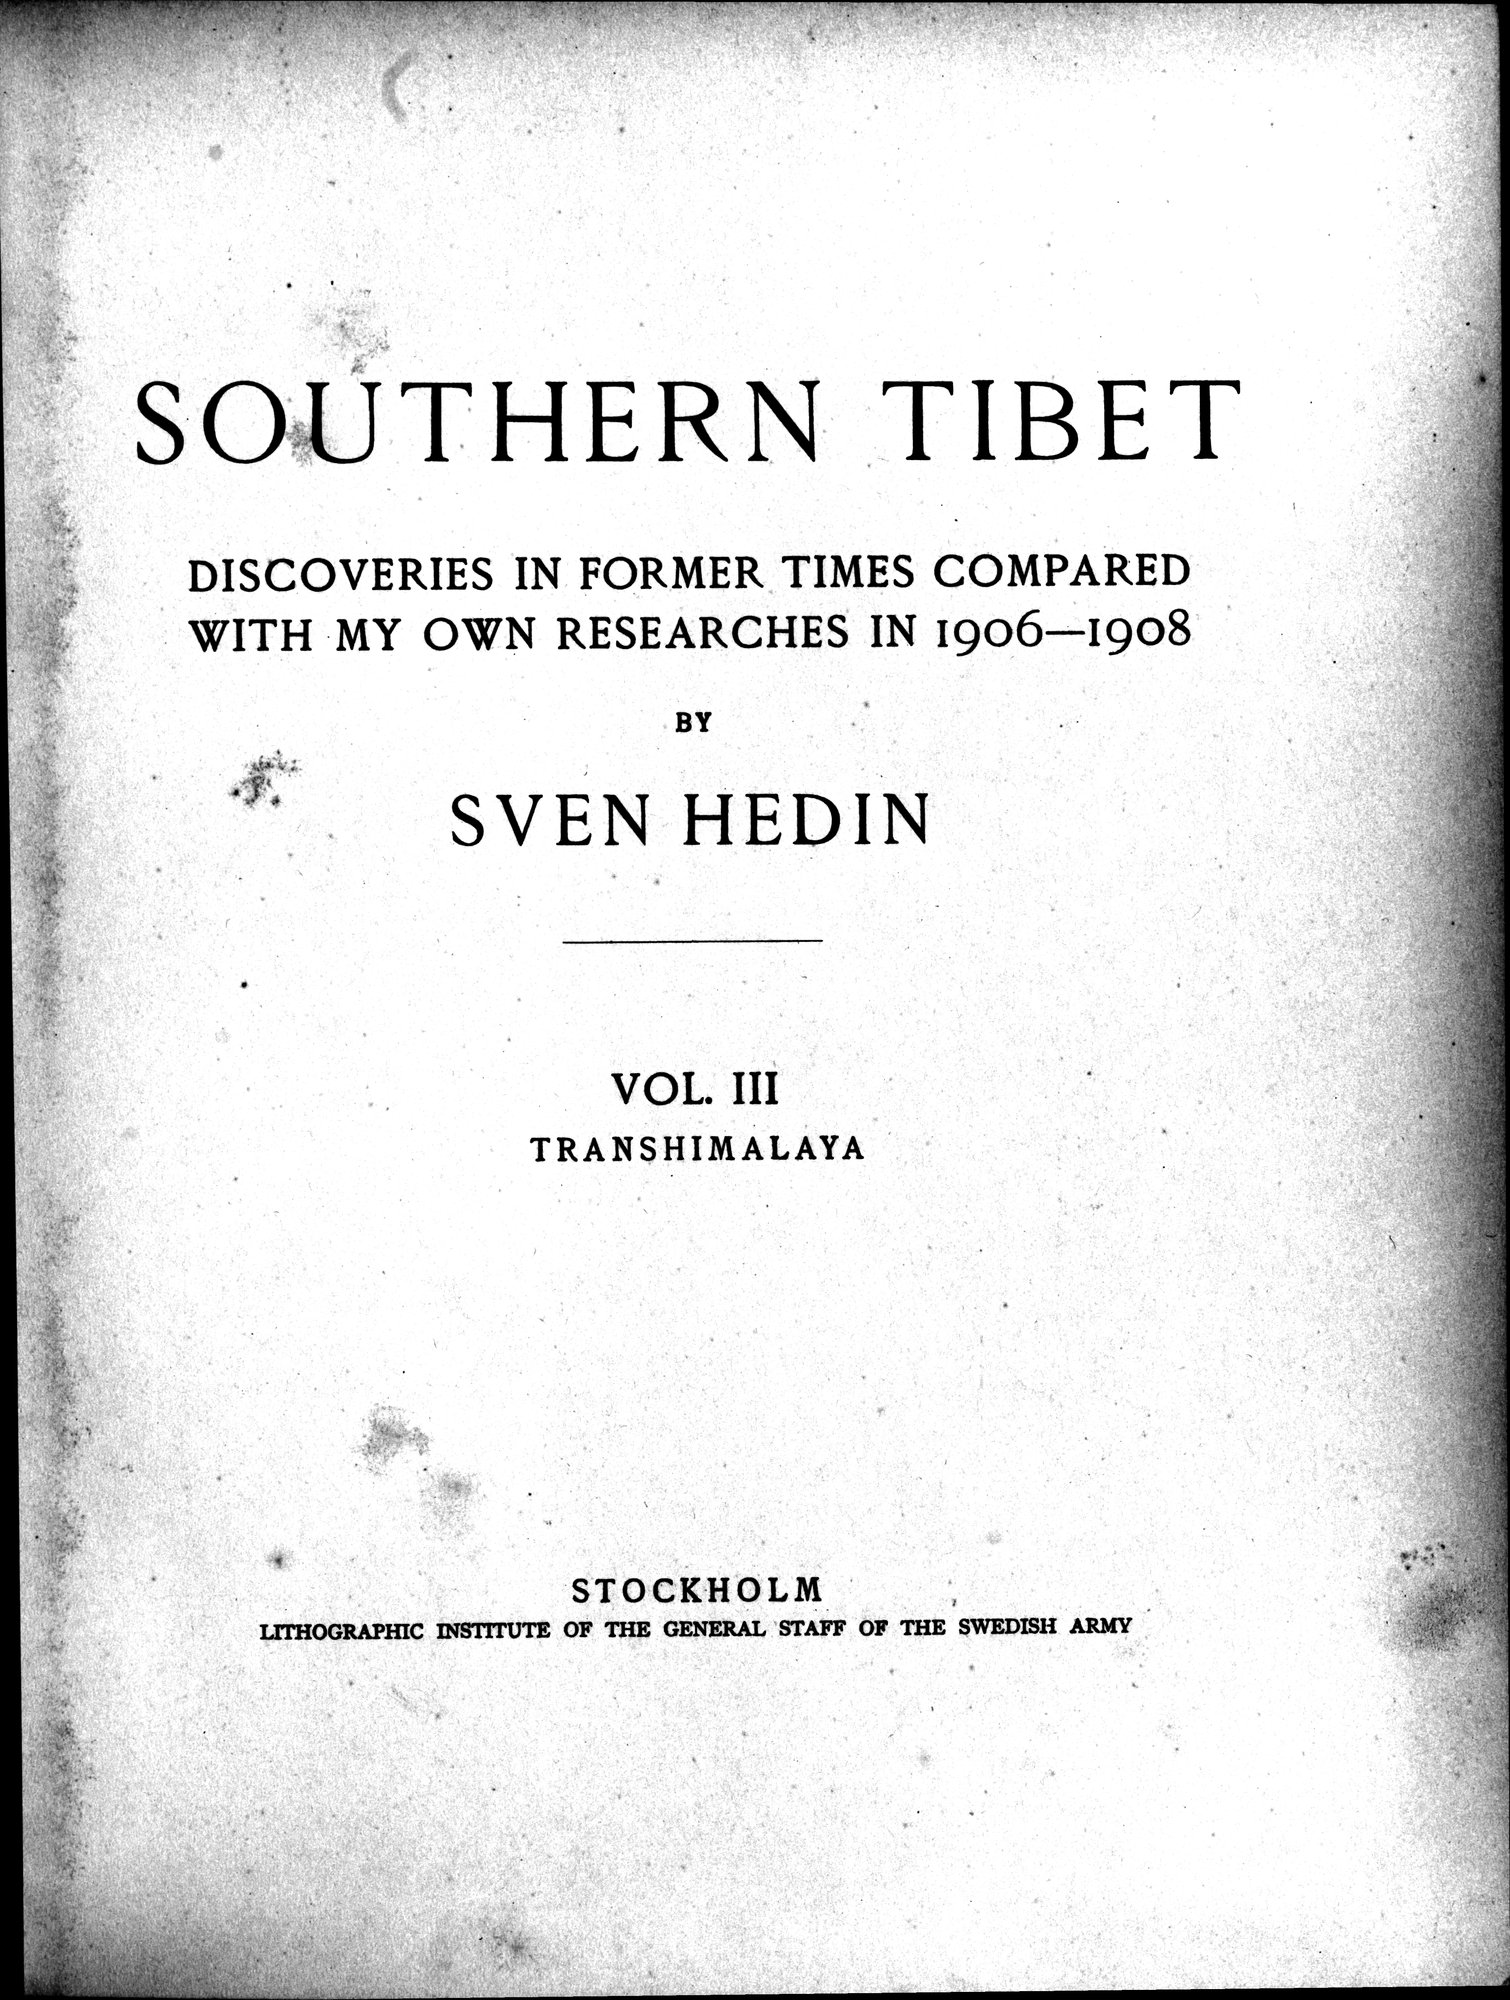 SOUTHERN TIBET
DISCOVERIES IN FORMER TIMES COMPARED
WITH MY OWN RESEARCHES IN 1906—1908
BY
SVEN HEDIN
VOL. III
TRANSHIMALAYA
STOCKHOLM
LITHOGRAPHIC INSTITUTE OF THE GENERAL STAFF OF THE SWEDISH ARMY